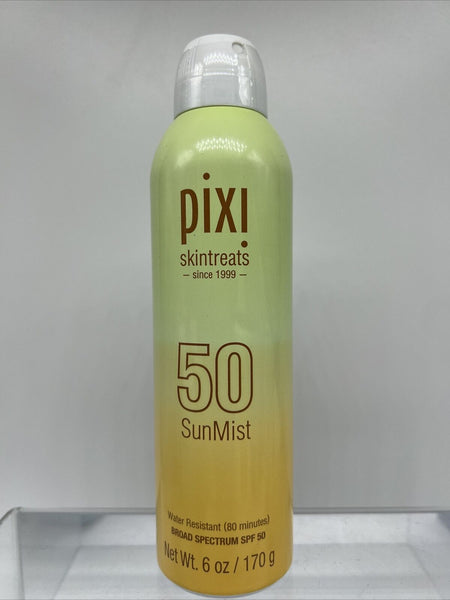 pixi
skintreats
– since 1999 –
50
SunMist
Water Resistant (80 minutes)
BROAD SPECTRUM SPF 50
Net Wt. 6 oz / 170 g